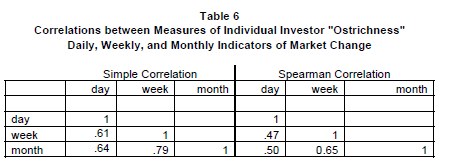 Table 6
Correlations between Measures of Individual Investor "Ostrichness"
Daily, Weekly, and Monthly Indicators of Market Change
Simple Correlation Spearman Correlation
day week month day week month
day 1 1
week .61 1 .47 1
month .64 .79 1 .50 0.65 1